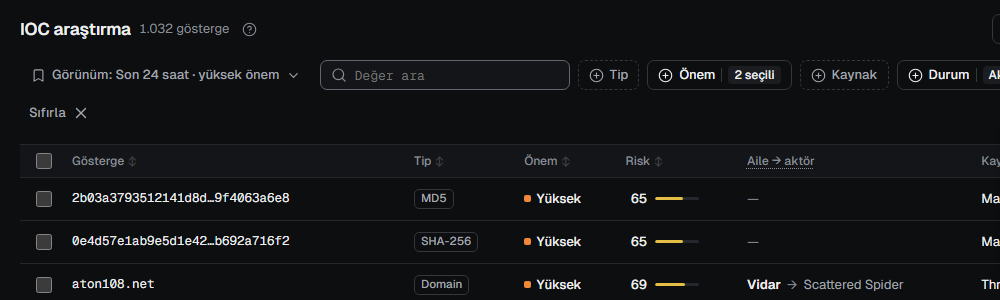 IOC araştırma 1.032 gösterge
Görünüm: Son 24 saat · yüksek önem Değer ara Tip Önem 2 seçili Kaynak Durum
Sıfırla
Gösterge Tip Önem Risk Aile → aktör
2b03a3793512141d8d…9f4063a6e8 MD5 Yüksek 65 —
0e4d57e1ab9e5d1e42…b692a716f2 SHA-256 Yüksek 65 —
aton108.net Domain Yüksek 69 Vidar → Scattered Spider